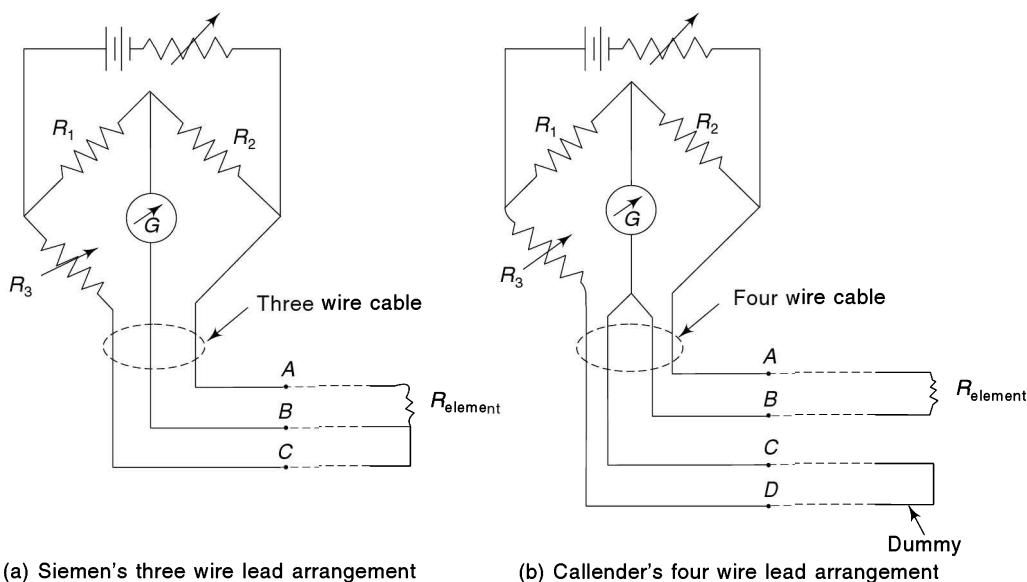 R1
R2
G
R3
Three wire cable
A
B
C
Relement
(a) Siemen's three wire lead arrangement
R1
R2
G
R3
Four wire cable
A
B
C
D
Relement
Dummy
(b) Callender's four wire lead arrangement